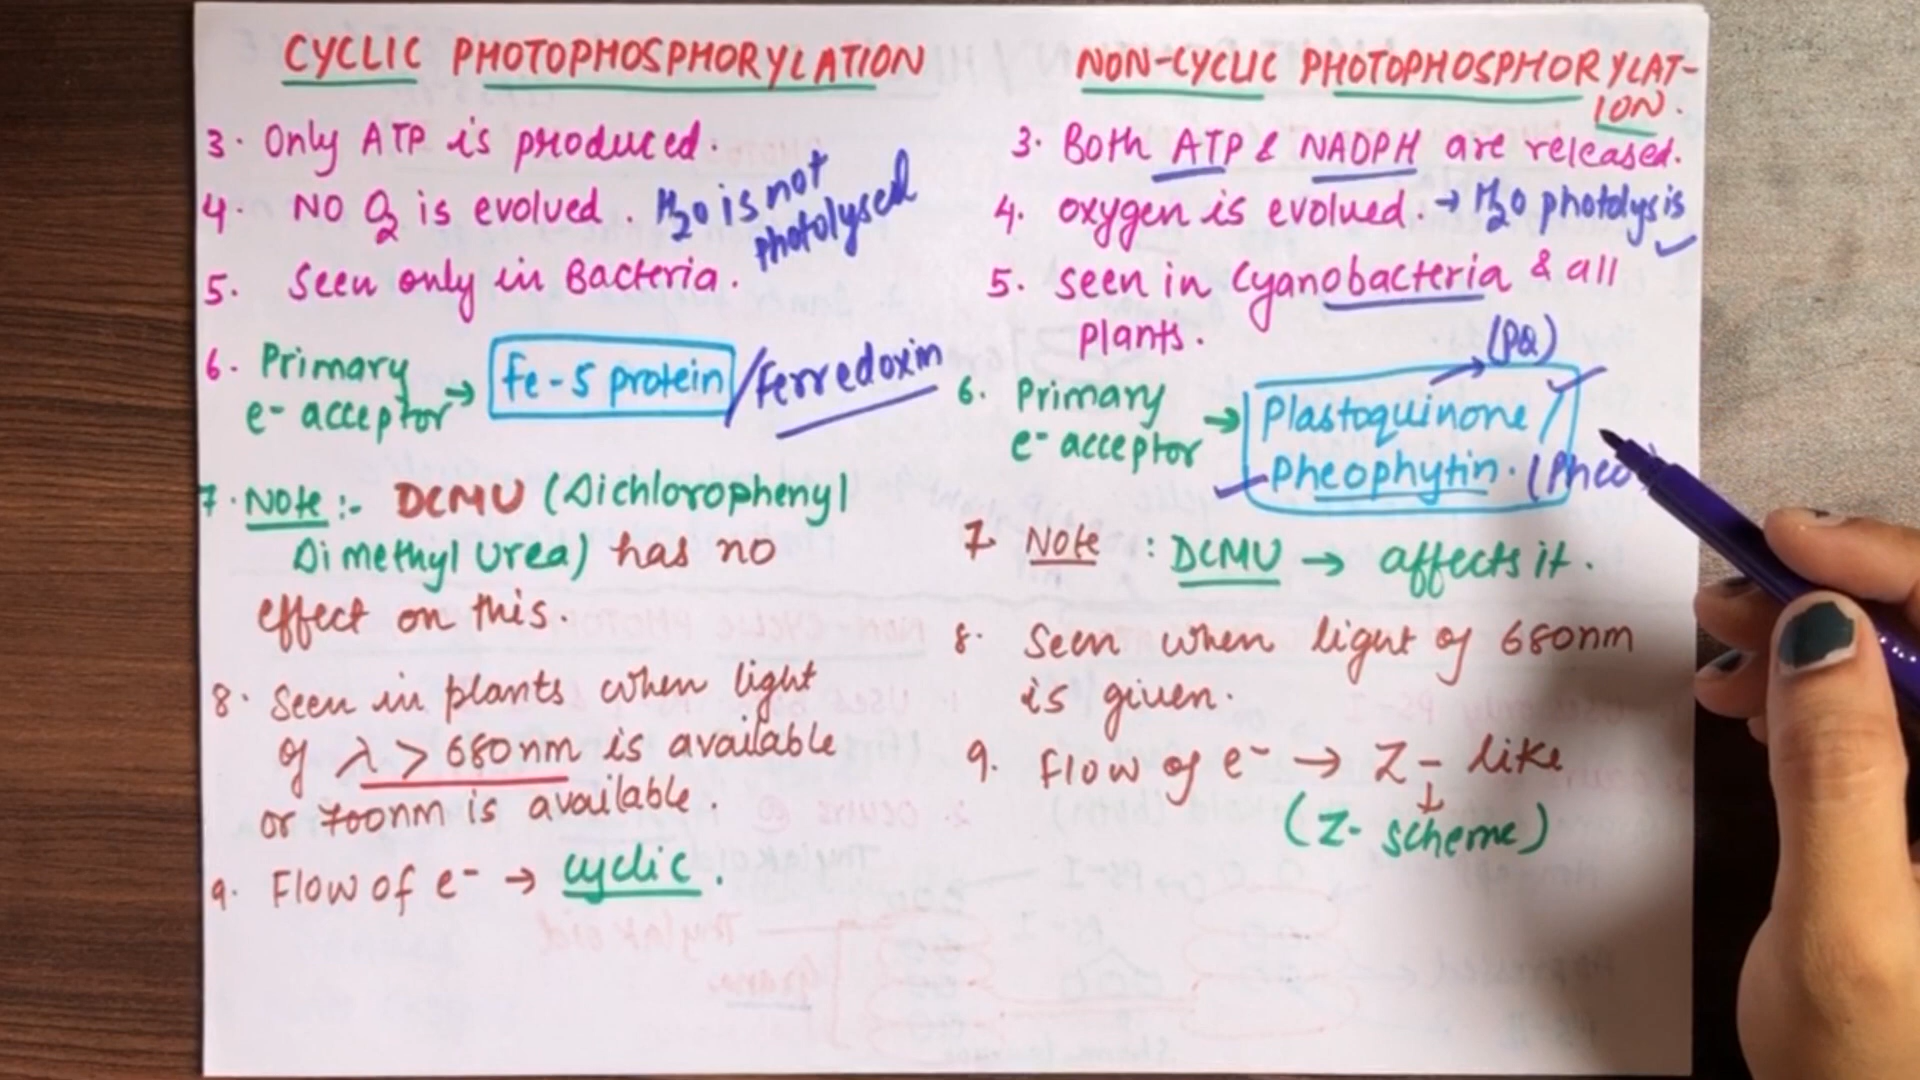 CYCLIC PHOTOPHOSPHORYLATION
3. Only ATP is produced.
4. NO O2 is evolved. H2O is not
photolysed
5. Seen only in Bacteria.
6. Primary
e- acceptor → Fe-S protein/Ferredoxin
7. Note:- DCMU (Dichlorophenyl
Dimethyl Urea) has no
effect on this.
8. Seen in plants when light
of λ > 680nm is available
or 700nm is available.
9. Flow of e- → cyclic.
NON-CYCLIC PHOTOPHOSPHORYLAT-
ION.
3. Both ATP & NADPH are released.
4. oxygen is evolved. → H2O photolysis
5. seen in Cyanobacteria & all
plants.
(PQ)
6. Primary
e- acceptor → Plastoquinone/
Pheophytin. (Pheo)
7. Note : DCMU → affects it.
8. Seen when light of 680nm
is given.
9. Flow of e- → Z- like
(Z- scheme)